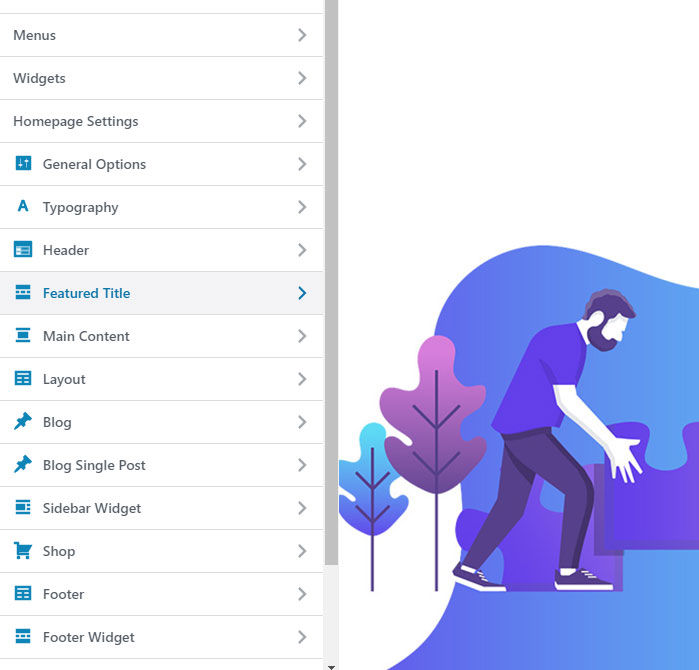 Menus
Widgets
Homepage Settings
General Options
Typography
Header
Featured Title
Main Content
Layout
Blog
Blog Single Post
Sidebar Widget
Shop
Footer
Footer Widget